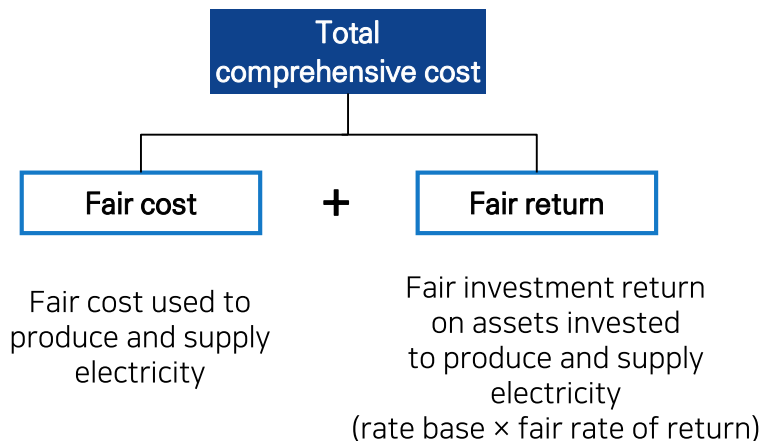 Total
comprehensive cost
Fair cost
+
Fair return
Fair cost used to
produce and supply
electricity
Fair investment return
on assets invested
to produce and supply
electricity
(rate base × fair rate of return)